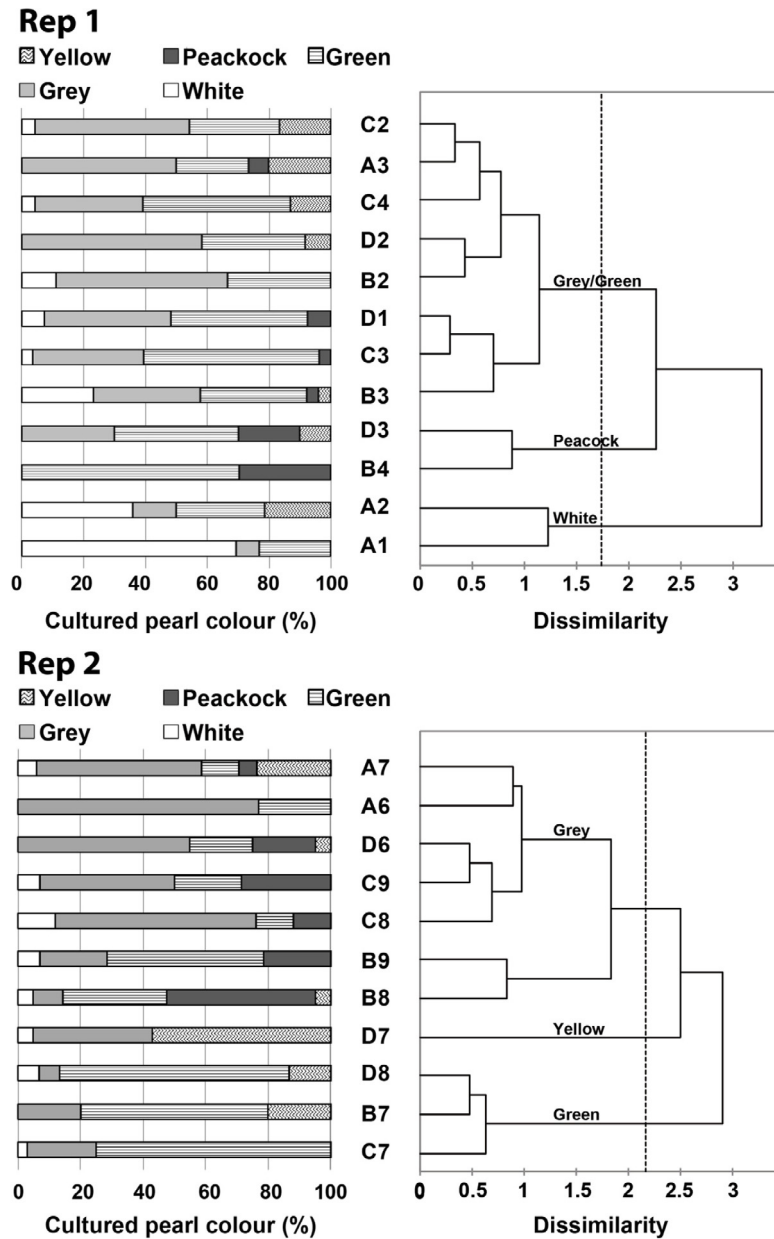 Rep 1
Yellow Peackock Green
Grey White
C2
A3
C4
D2
B2
D1
C3
B3
D3
B4
A2
A1
Grey/Green
Peacock
White
0 20 40 60 80 100
0 0.5 1 1.5 2 2.5 3
Cultured pearl colour (%)
Dissimilarity
Rep 2
Yellow Peackock Green
Grey White
A7
A6
D6
C9
C8
B9
B8
D7
D8
B7
C7
Grey
Yellow
Green
0 20 40 60 80 100
0 0.5 1 1.5 2 2.5 3
Cultured pearl colour (%)
Dissimilarity